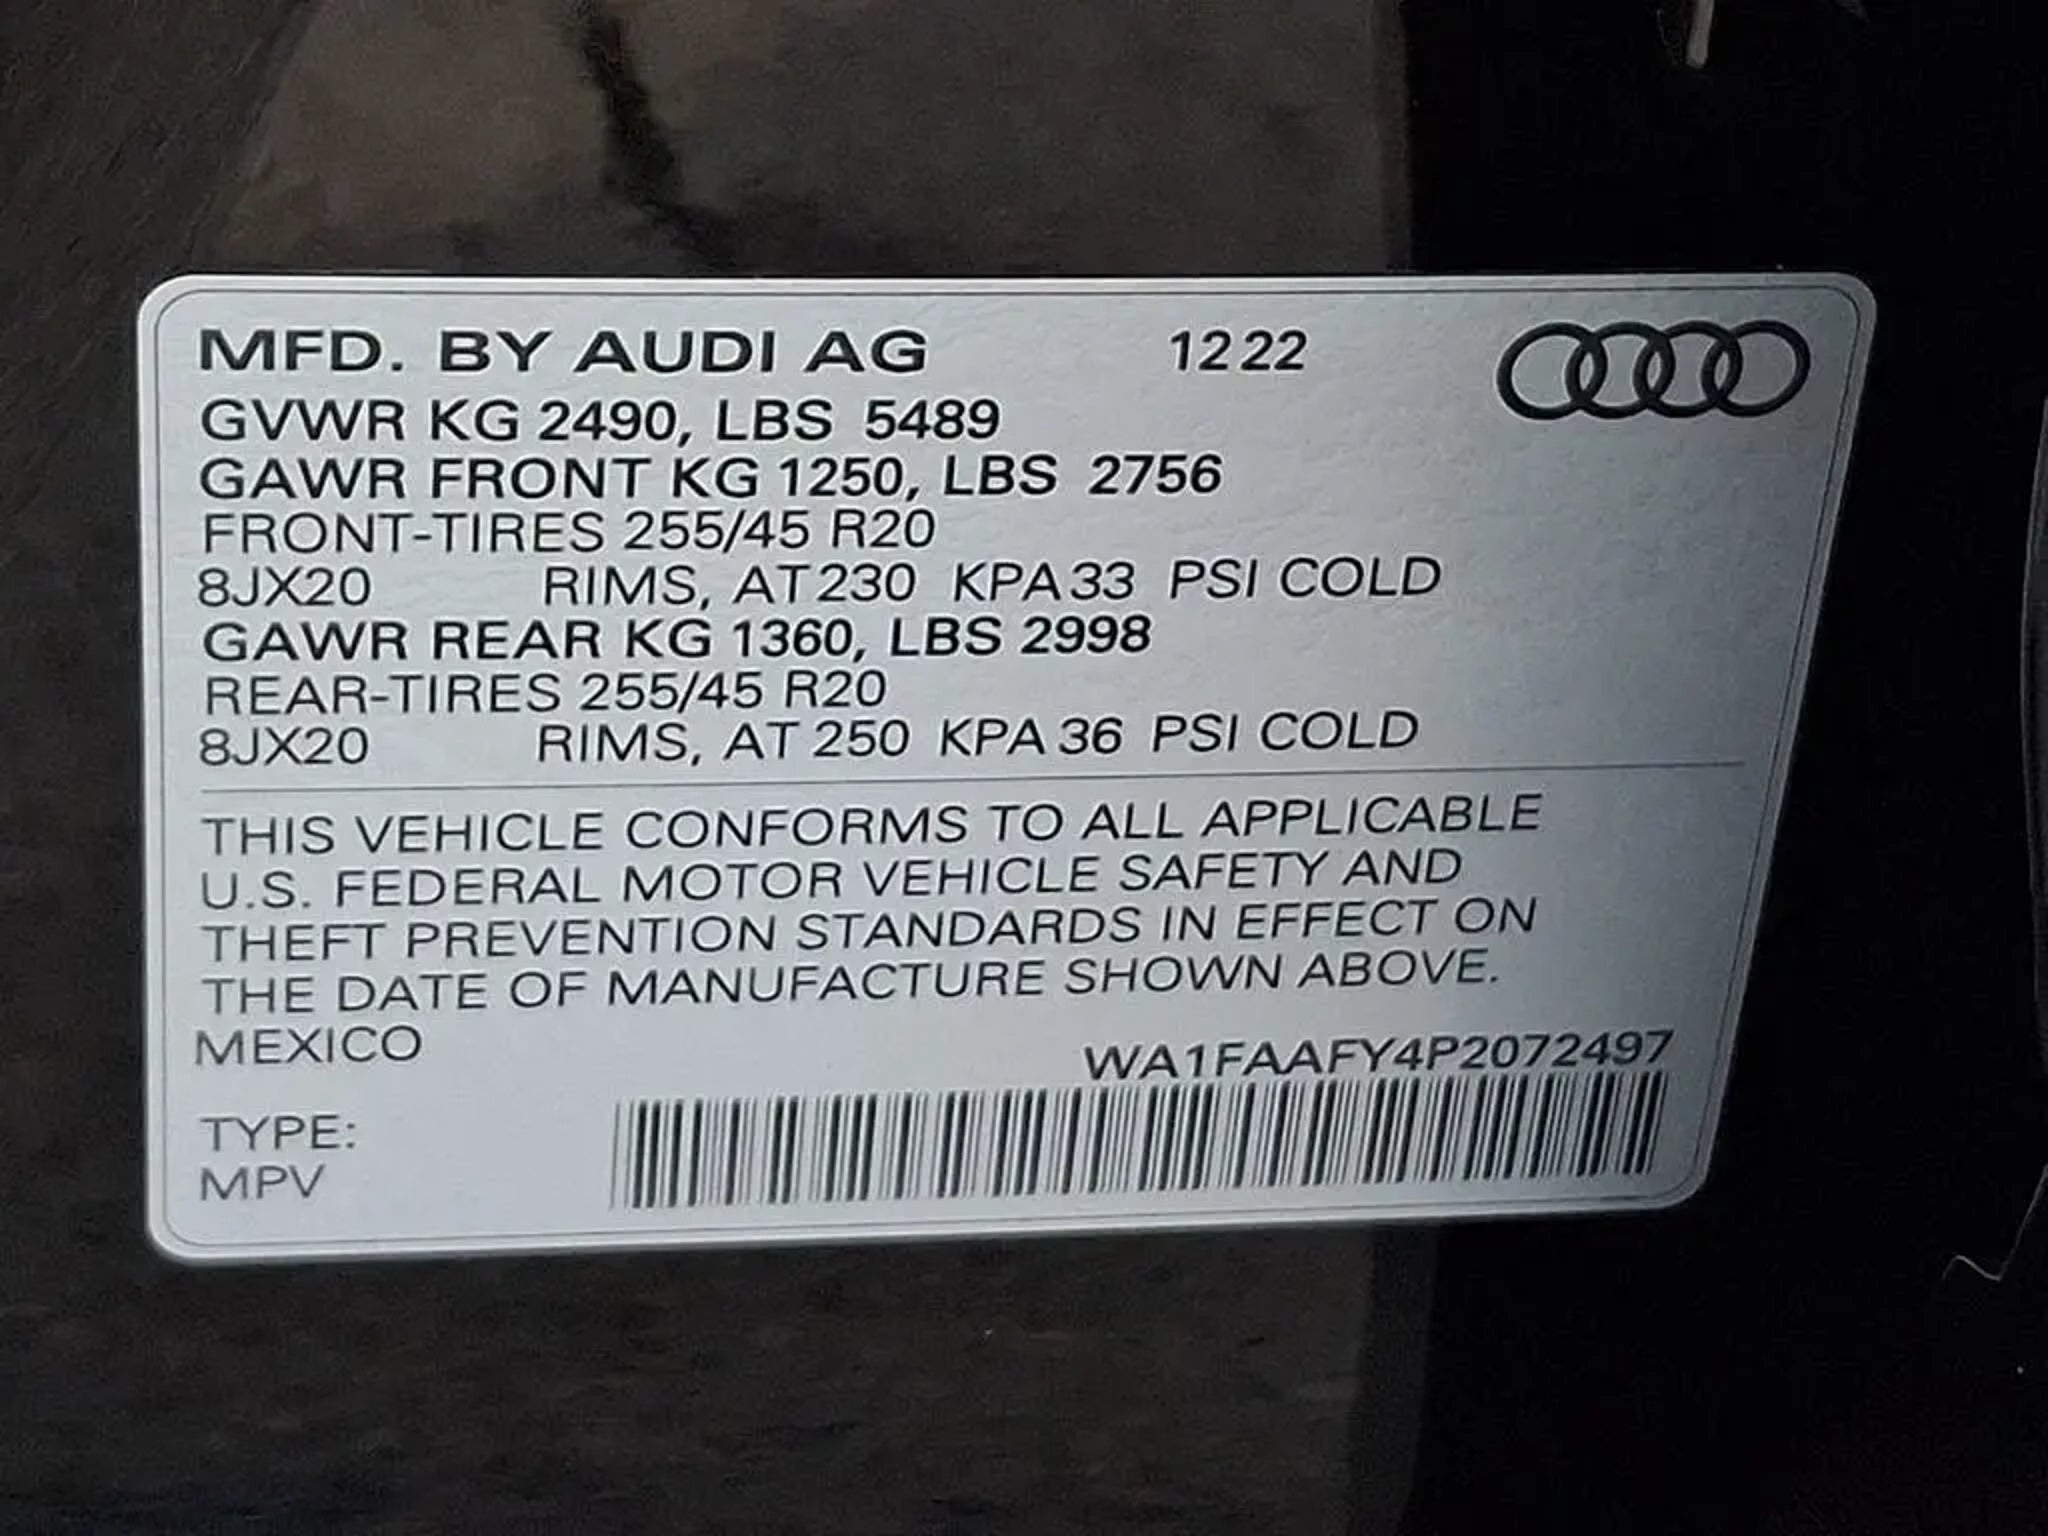 MFD. BY AUDI AG 12 22
GVWR KG 2490, LBS 5489
GAWR FRONT KG 1250, LBS 2756
FRONT-TIRES 255/45 R20
8JX20 RIMS, AT 230 KPA 33 PSI COLD
GAWR REAR KG 1360, LBS 2998
REAR-TIRES 255/45 R20
8JX20 RIMS, AT 250 KPA 36 PSI COLD
THIS VEHICLE CONFORMS TO ALL APPLICABLE
U.S. FEDERAL MOTOR VEHICLE SAFETY AND
THEFT PREVENTION STANDARDS IN EFFECT ON
THE DATE OF MANUFACTURE SHOWN ABOVE.
MEXICO
WA1FAAFY4P2072497
TYPE:
MPV